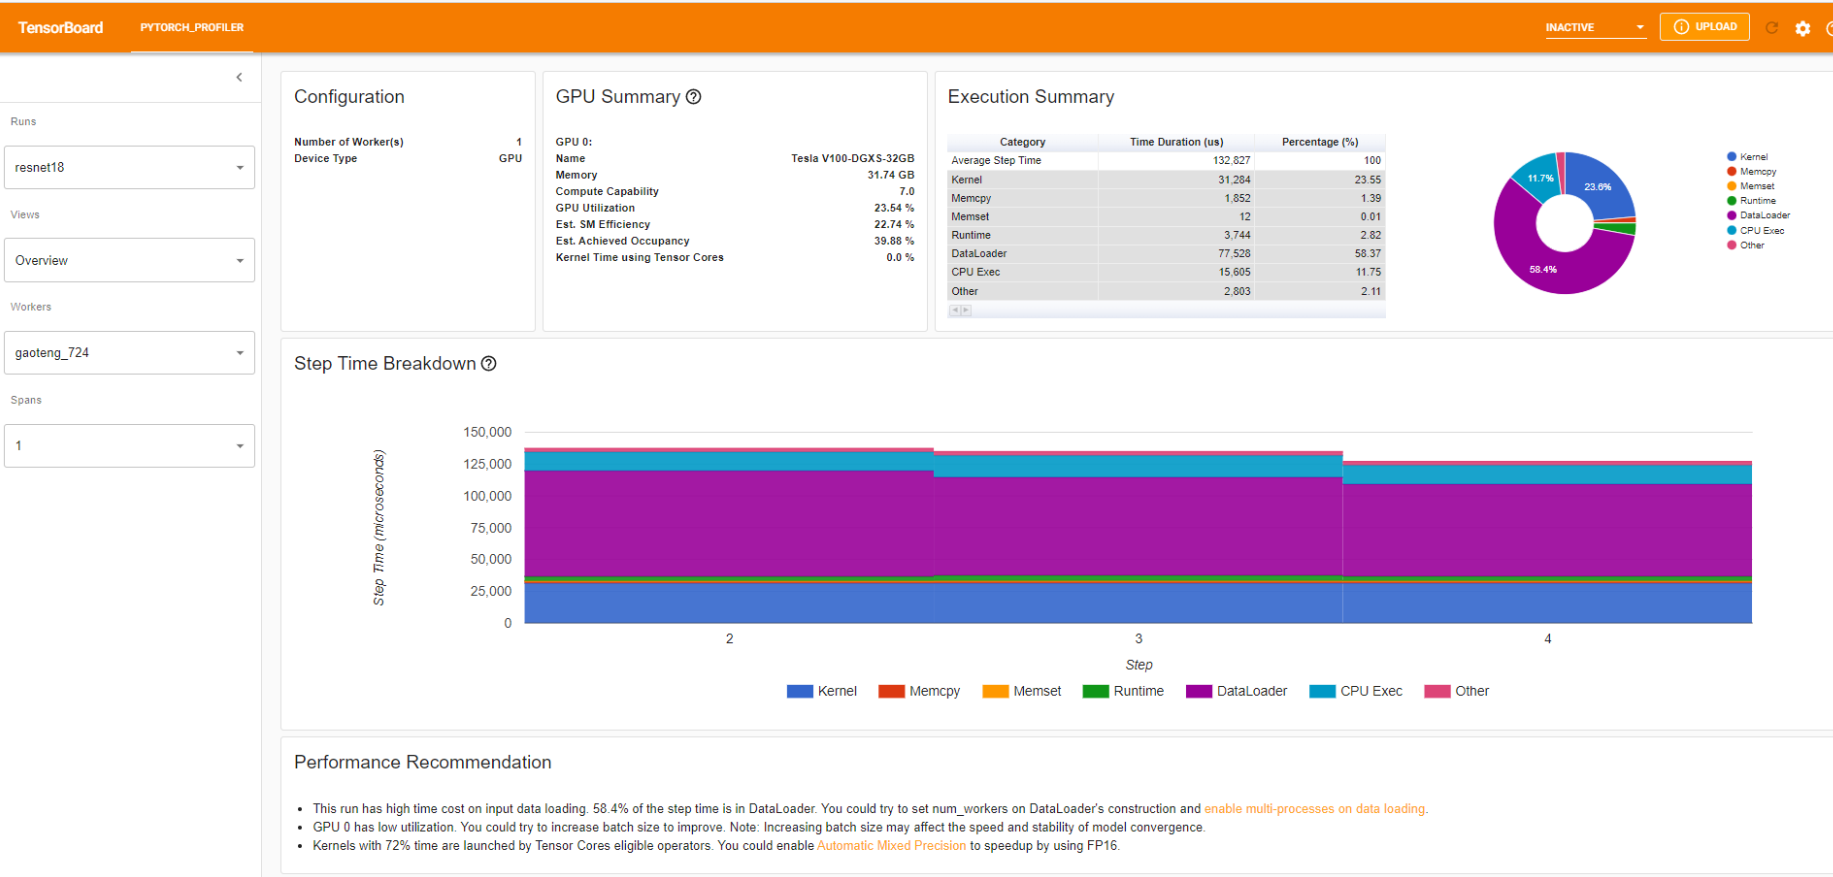 TensorBoard
PYTORCH_PROFILER
INACTIVE
UPLOAD
Runs
resnet18
Views
Overview
Workers
gaoteng_724
Spans
1
Configuration
Number of Worker(s) 1
Device Type GPU
GPU Summary
GPU 0:
Name Tesla V100-DGXS-32GB
Memory 31.74 GB
Compute Capability 7.0
GPU Utilization 23.54 %
Est. SM Efficiency 22.74 %
Est. Achieved Occupancy 39.88 %
Kernel Time using Tensor Cores 0.0 %
Execution Summary
Category Time Duration (us) Percentage (%)
Average Step Time 132,827 100
Kernel 31,284 23.55
Memcpy 1,852 1.39
Memset 12 0.01
Runtime 3,744 2.82
DataLoader 77,528 58.37
CPU Exec 15,605 11.75
Other 2,803 2.11
11.7%
23.6%
58.4%
Kernel
Memcpy
Memset
Runtime
DataLoader
CPU Exec
Other
Step Time Breakdown
Step Time (microseconds)
150,000
125,000
100,000
75,000
50,000
25,000
0
2 3 4
Step
Kernel Memcpy Memset Runtime DataLoader CPU Exec Other
Performance Recommendation
• This run has high time cost on input data loading. 58.4% of the step time is in DataLoader. You could try to set num_workers on DataLoader's construction and enable multi-processes on data loading.
• GPU 0 has low utilization. You could try to increase batch size to improve. Note: Increasing batch size may affect the speed and stability of model convergence.
• Kernels with 72% time are launched by Tensor Cores eligible operators. You could enable Automatic Mixed Precision to speedup by using FP16.